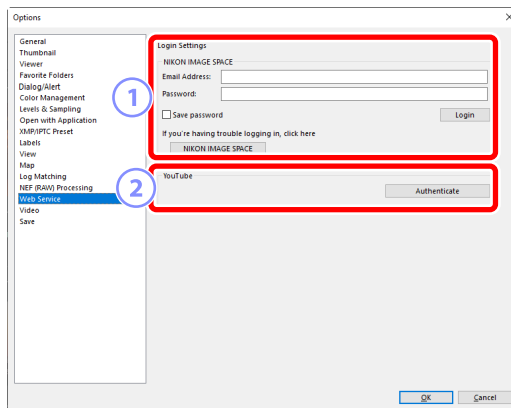 Options
General
Thumbnail
Viewer
Favorite Folders
Dialog/Alert
Color Management
Levels & Sampling
Open with Application
XMP/IPTC Preset
Labels
View
Map
Log Matching
NEF (RAW) Processing
Web Service
Video
Save
1
Login Settings
NIKON IMAGE SPACE
Email Address:
Password:
Save password
Login
If you're having trouble logging in, click here
NIKON IMAGE SPACE
2
YouTube
Authenticate
OK
Cancel